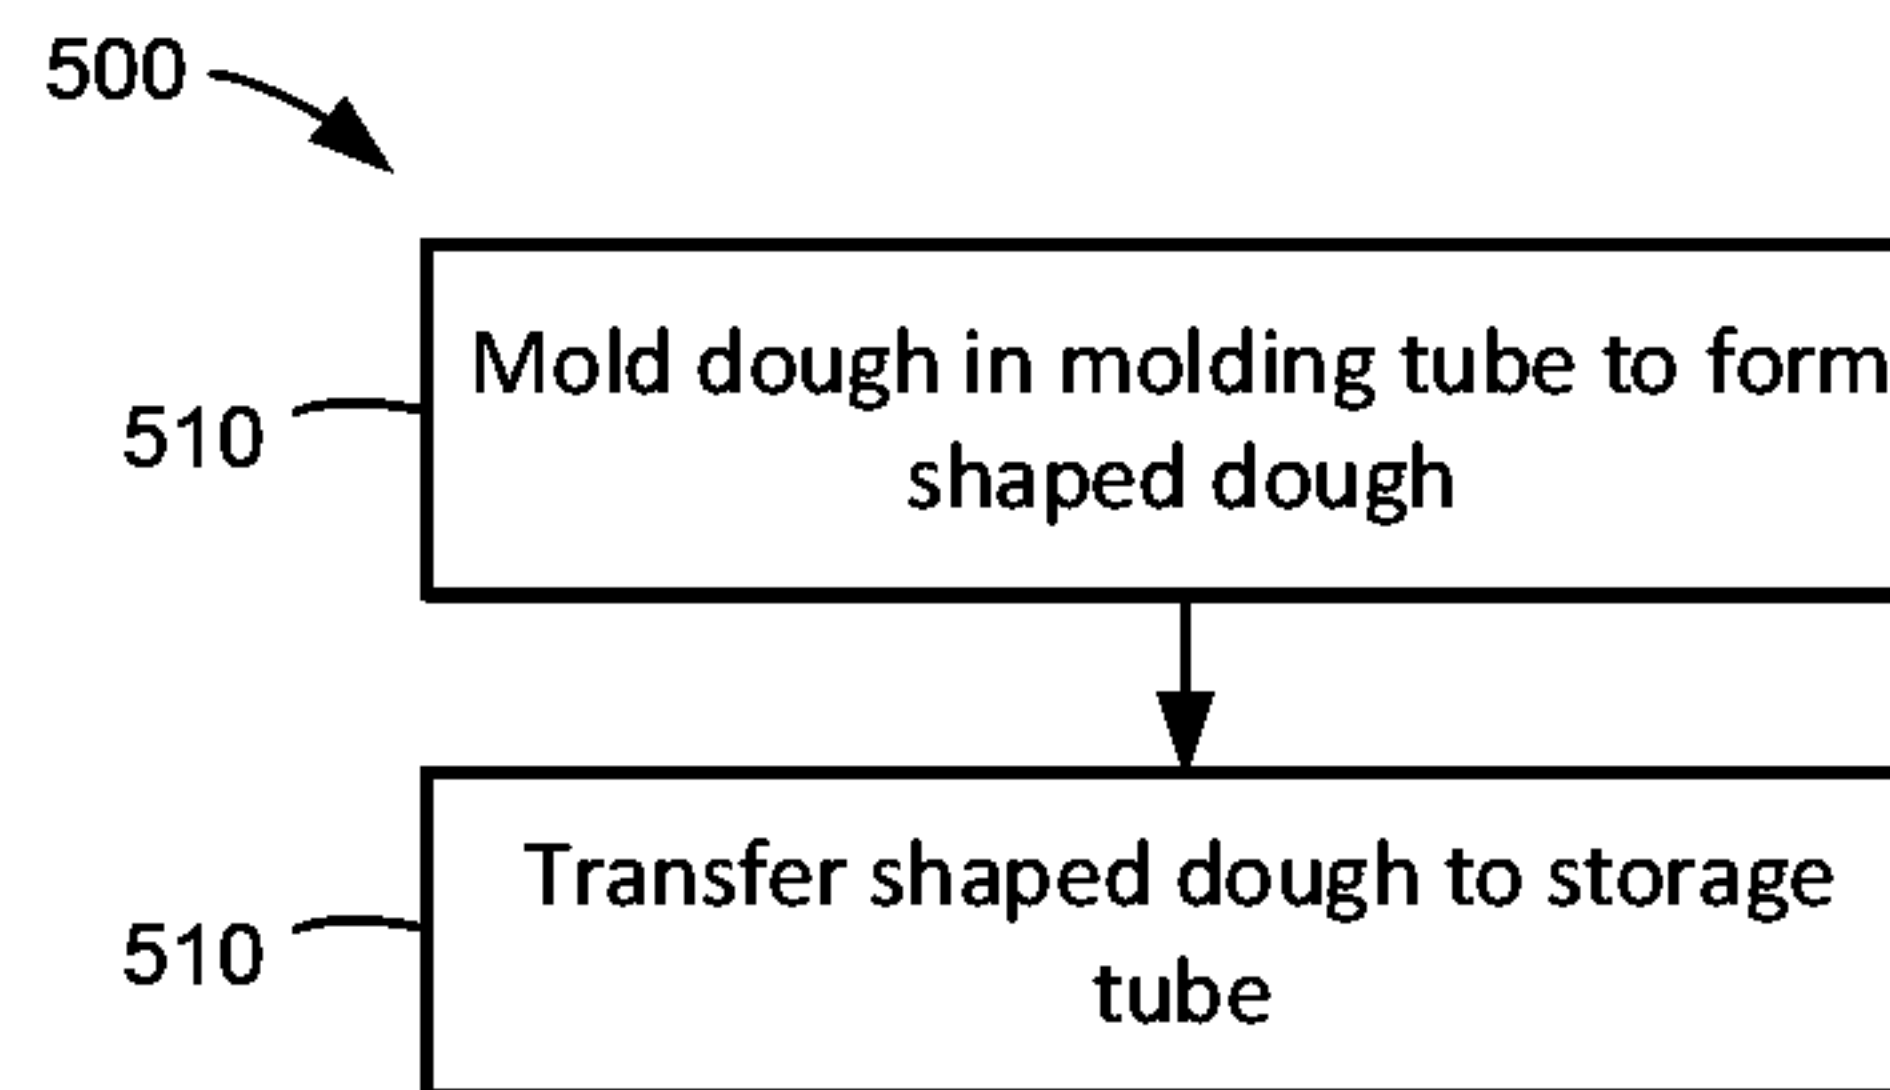 500
510
Mold dough in molding tube to form
shaped dough
510
Transfer shaped dough to storage
tube